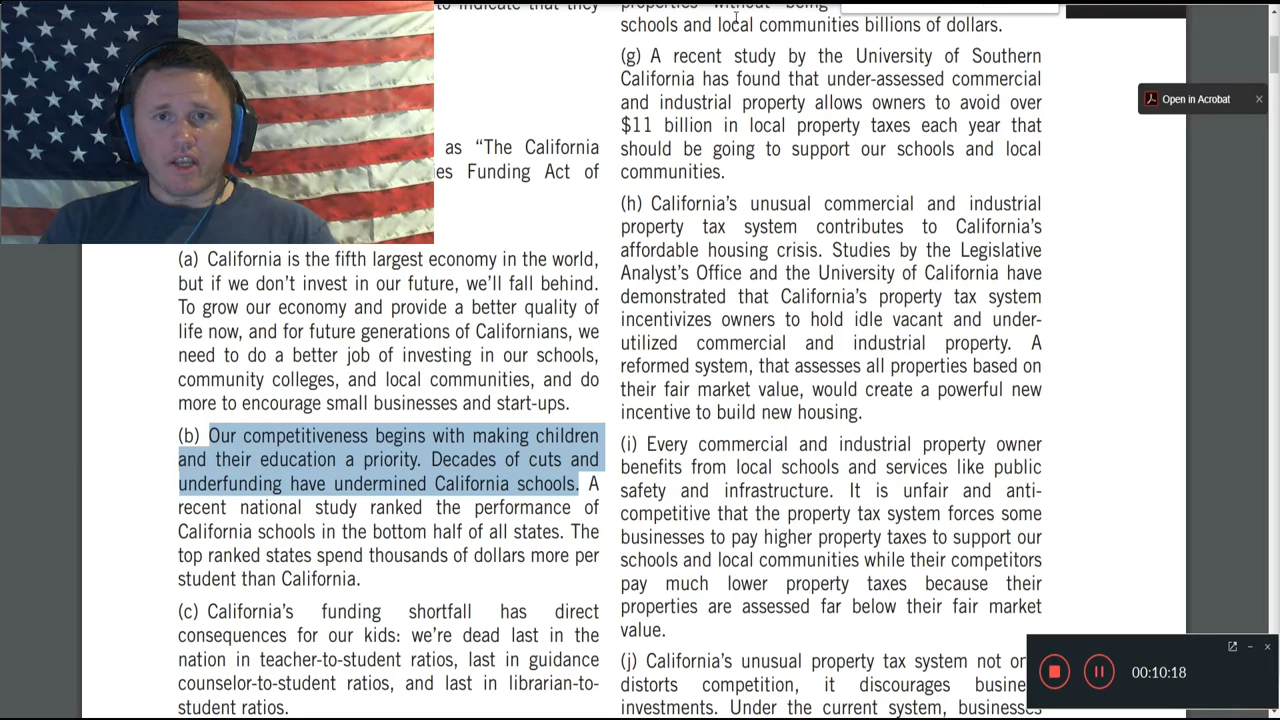 to indicate that they
as “The California
ies Funding Act of
(a) California is the fifth largest economy in the world,
but if we don’t invest in our future, we’ll fall behind.
To grow our economy and provide a better quality of
life now, and for future generations of Californians, we
need to do a better job of investing in our schools,
community colleges, and local communities, and do
more to encourage small businesses and start-ups.
(b) Our competitiveness begins with making children
and their education a priority. Decades of cuts and
underfunding have undermined California schools. A
recent national study ranked the performance of
California schools in the bottom half of all states. The
top ranked states spend thousands of dollars more per
student than California.
(c) California’s funding shortfall has direct
consequences for our kids: we’re dead last in the
nation in teacher-to-student ratios, last in guidance
counselor-to-student ratios, and last in librarian-to-
student ratios.
properties without being
schools and local communities billions of dollars.
(g) A recent study by the University of Southern
California has found that under-assessed commercial
and industrial property allows owners to avoid over
$11 billion in local property taxes each year that
should be going to support our schools and local
communities.
(h) California’s unusual commercial and industrial
property tax system contributes to California’s
affordable housing crisis. Studies by the Legislative
Analyst’s Office and the University of California have
demonstrated that California’s property tax system
incentivizes owners to hold idle vacant and under-
utilized commercial and industrial property. A
reformed system, that assesses all properties based on
their fair market value, would create a powerful new
incentive to build new housing.
(i) Every commercial and industrial property owner
benefits from local schools and services like public
safety and infrastructure. It is unfair and anti-
competitive that the property tax system forces some
businesses to pay higher property taxes to support our
schools and local communities while their competitors
pay much lower property taxes because their
properties are assessed far below their fair market
value.
(j) California’s unusual property tax system not on
distorts competition, it discourages busine
investments. Under the current system, businesses
Open in Acrobat
00:10:18